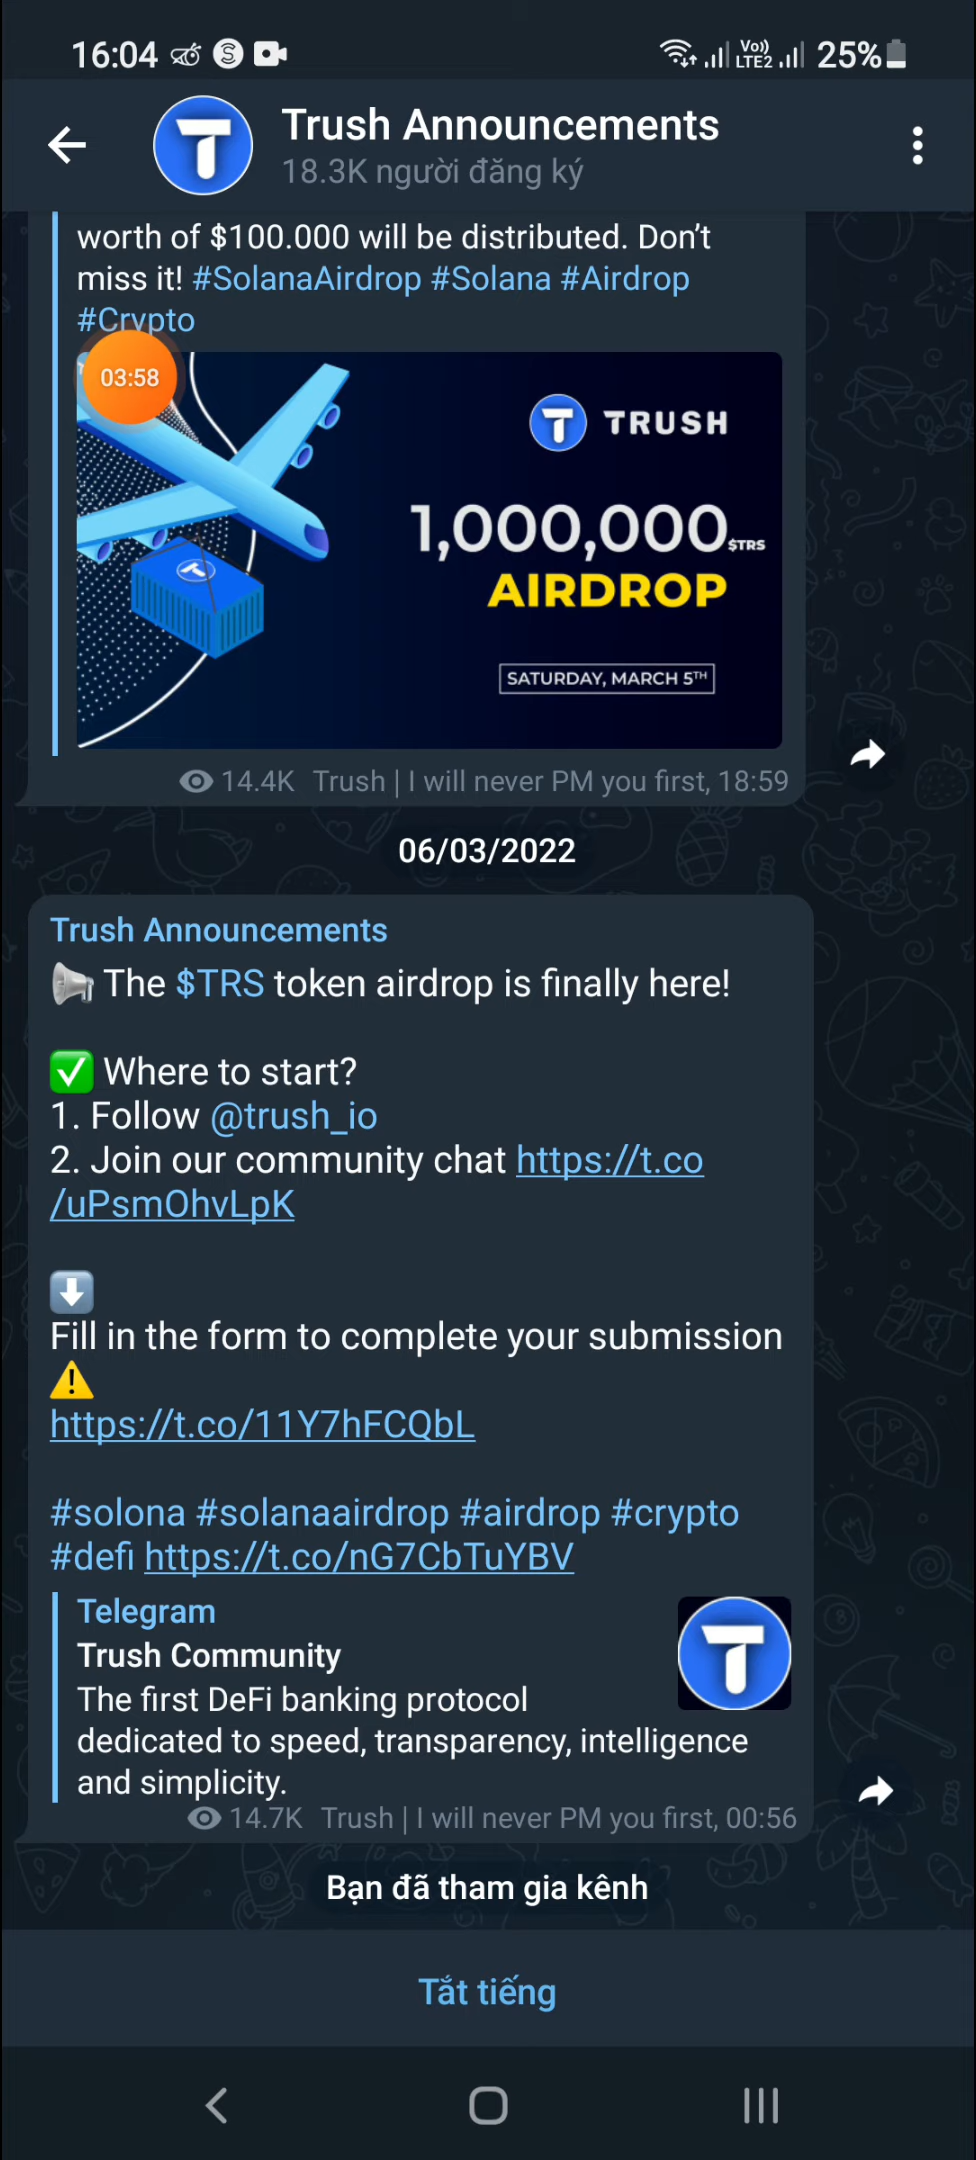 16:04
Vo))
LTE2
25%
Trush Announcements
18.3K người đăng ký
worth of $100.000 will be distributed. Don’t
miss it! #SolanaAirdrop #Solana #Airdrop
#Crypto
03:58
TRUSH
1,000,000 $TRS
AIRDROP
SATURDAY, MARCH 5TH
14.4K Trush | I will never PM you first, 18:59
06/03/2022
Trush Announcements
The $TRS token airdrop is finally here!
Where to start?
1. Follow @trush_io
2. Join our community chat https://t.co
/uPsmOhvLpK
Fill in the form to complete your submission
https://t.co/11Y7hFCQbL
#solona #solanaairdrop #airdrop #crypto
#defi https://t.co/nG7CbTuYBV
Telegram
Trush Community
The first DeFi banking protocol
dedicated to speed, transparency, intelligence
and simplicity.
14.7K Trush | I will never PM you first, 00:56
Bạn đã tham gia kênh
Tắt tiếng